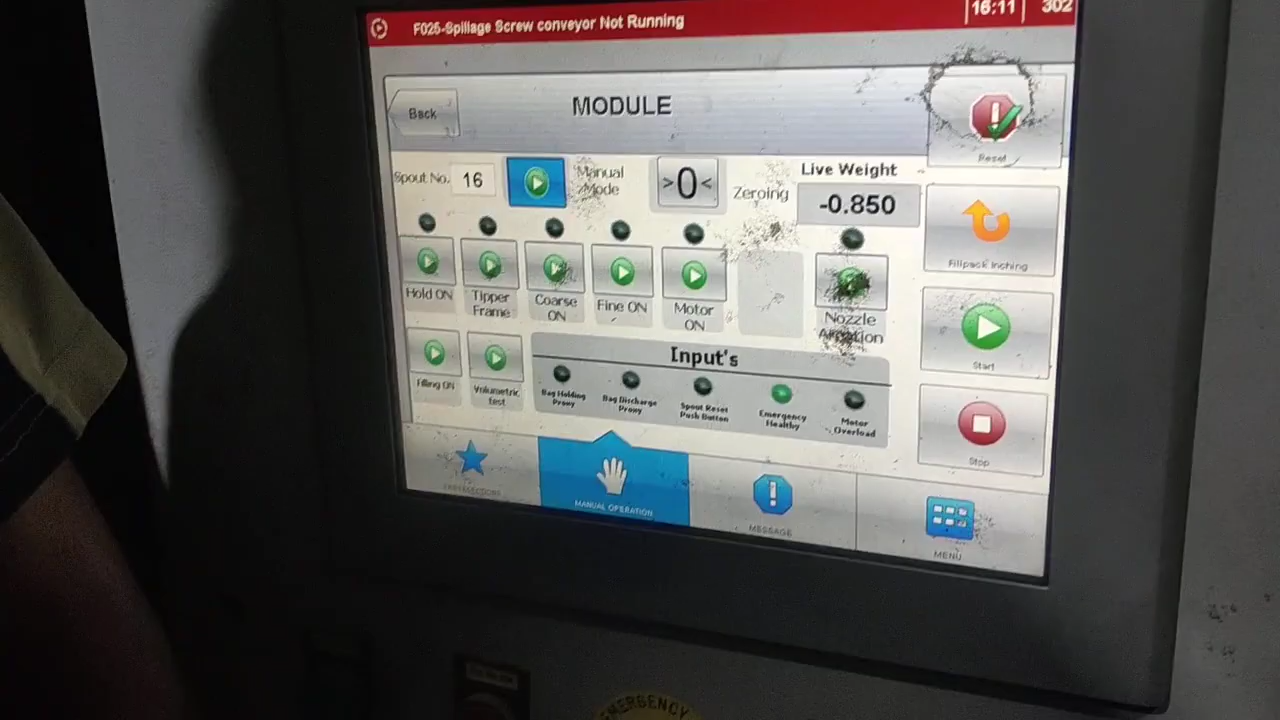 F025-Spillage Screw conveyor Not Running
16:11
302
Back
MODULE
Reset
Spout No.
16
Manual
Mode
>0<
Zeroing
Live Weight
-0.850
Fillpack Inching
Hold ON
Tipper
Frame
Coarse
ON
Fine ON
Motor
ON
Nozzle
Aeration
Start
Filling ON
Volumetric
test
Input's
Bag Holding
Proxy
Bag Discharge
Proxy
Spout Reset
Push Button
Emergency
Healthy
Motor
Overload
Stop
MANUAL OPERATION
MESSAGE
MENU
EMERGENCY